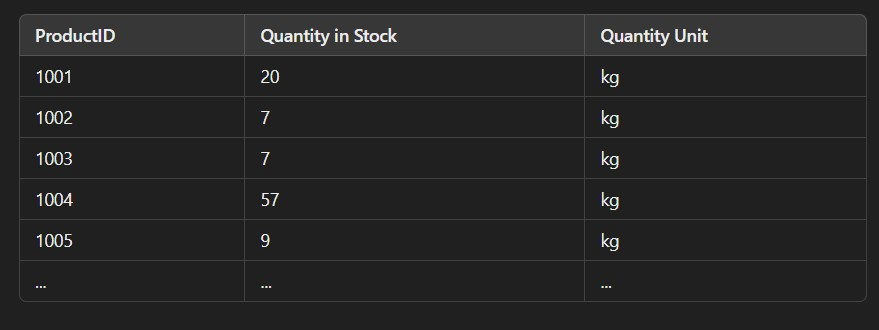 ProductID Quantity in Stock Quantity Unit
1001 20 kg
1002 7 kg
1003 7 kg
1004 57 kg
1005 9 kg
... ... ...